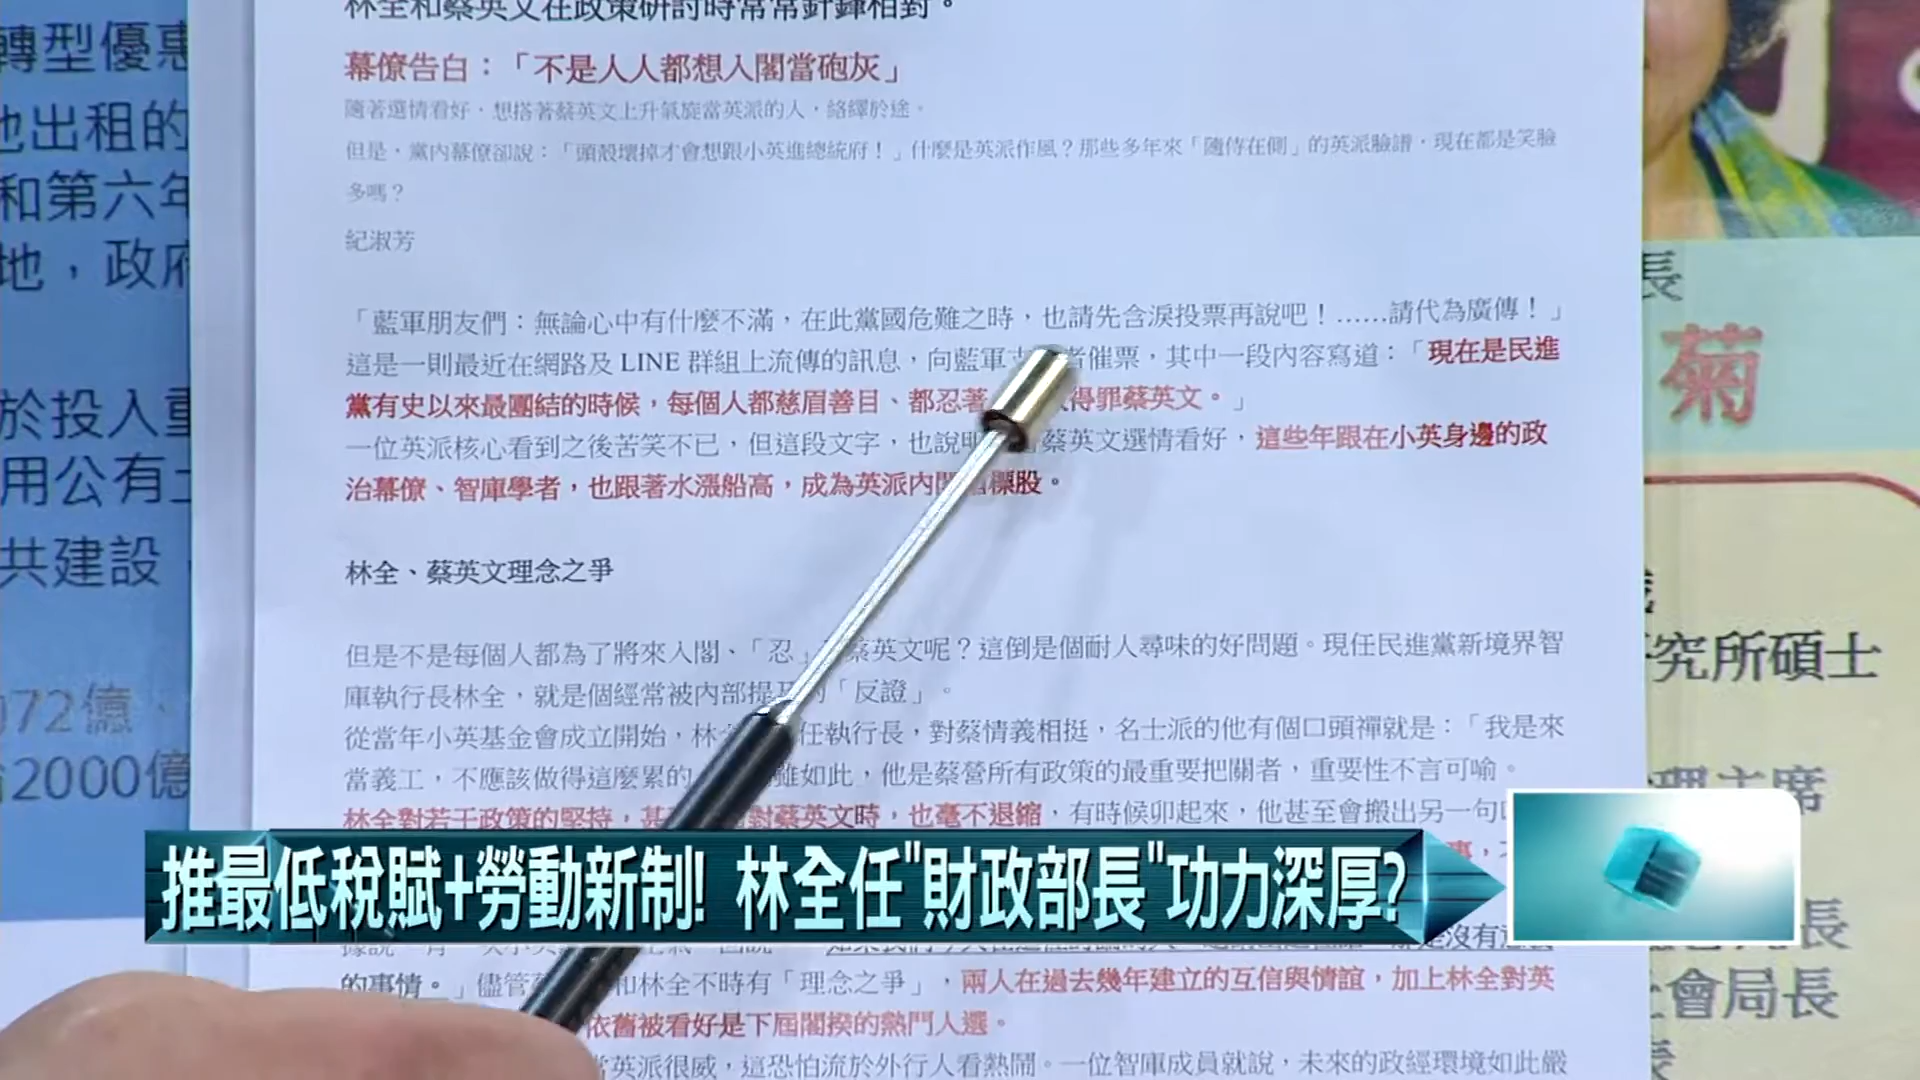 林全和蔡英文在政策研討時常常針鋒相對。
幕僚告白：「不是人人都想入閣當砲灰」
隨著選情看好，想搭著蔡英文上升氣旋當英派的人，絡繹於途。
但是，黨內幕僚卻說：「頭殼壞掉才會想跟小英進總統府！」什麼是英派作風？那些多年來「隨侍在側」的英派臉譜，現在都是笑臉
多嗎？
紀淑芳
「藍軍朋友們：無論心中有什麼不滿，在此黨國危難之時，也請先含淚投票再說吧！……請代為廣傳！」
這是一則最近在網路及 LINE 群組上流傳的訊息，向藍軍 者催票，其中一段內容寫道：「現在是民進
黨有史以來最團結的時候，每個人都慈眉善目、都忍著 得罪蔡英文。」
一位英派核心看到之後苦笑不已，但這段文字，也說明 蔡英文選情看好，這些年跟在小英身邊的政
治幕僚、智庫學者，也跟著水漲船高，成為英派內閣 標股。
林全、蔡英文理念之爭
但是不是每個人都為了將來入閣、「忍」 蔡英文呢？這倒是個耐人尋味的好問題。現任民進黨新境界智
庫執行長林全，就是個經常被內部提及的「反證」。
從當年小英基金會成立開始，林 任執行長，對蔡情義相挺，名士派的他有個口頭禪就是：「我是來
當義工，不應該做得這麼累的 雖如此，他是蔡營所有政策的最重要把關者，重要性不言可喻。
林全對若干政策的堅持，甚 對蔡英文時，也毫不退縮，有時候卯起來，他甚至會搬出另一句口
推最低稅賦+勞動新制! 林全任"財政部長"功力深厚?
的事情。」儘管 和林全不時有「理念之爭」，兩人在過去幾年建立的互信與情誼，加上林全對英
依舊被看好是下屆閣揆的熱門人選。
當英派很威，這恐怕流於外行人看熱鬧。一位智庫成員就說，未來的政經環境如此嚴
轉型優惠
地出租的
和第六年
地，政府
於投入重
用公有土
共建設
72億、
2000億
長
菊
究所碩士
理主席
長
會局長
長